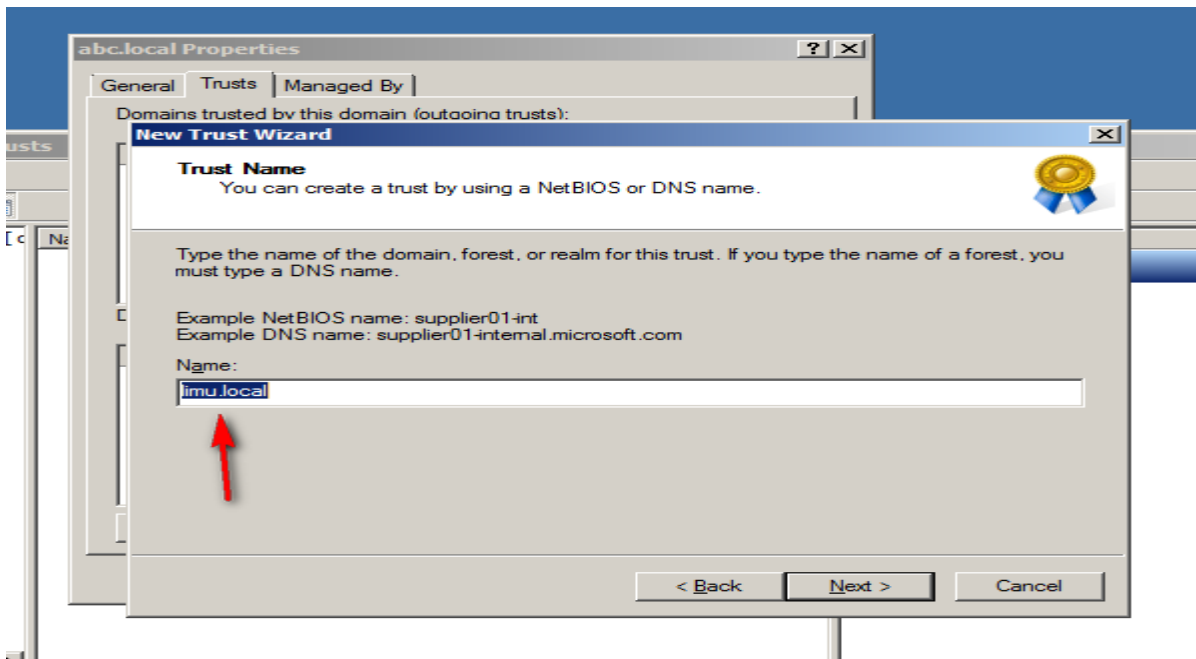 abc.local Properties
General Trusts Managed By
Domains trusted by this domain (outgoing trusts):
usts
New Trust Wizard
Trust Name
You can create a trust by using a NetBIOS or DNS name.
Na
Type the name of the domain, forest, or realm for this trust. If you type the name of a forest, you
must type a DNS name.
Example NetBIOS name: supplier01-int
Example DNS name: supplier01-internal.microsoft.com
Name:
limu.local
< Back Next > Cancel